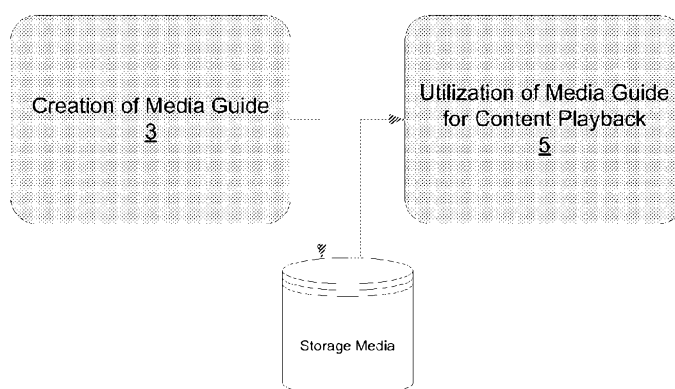 Creation of Media Guide
3
Utilization of Media Guide
for Content Playback
5
Storage Media